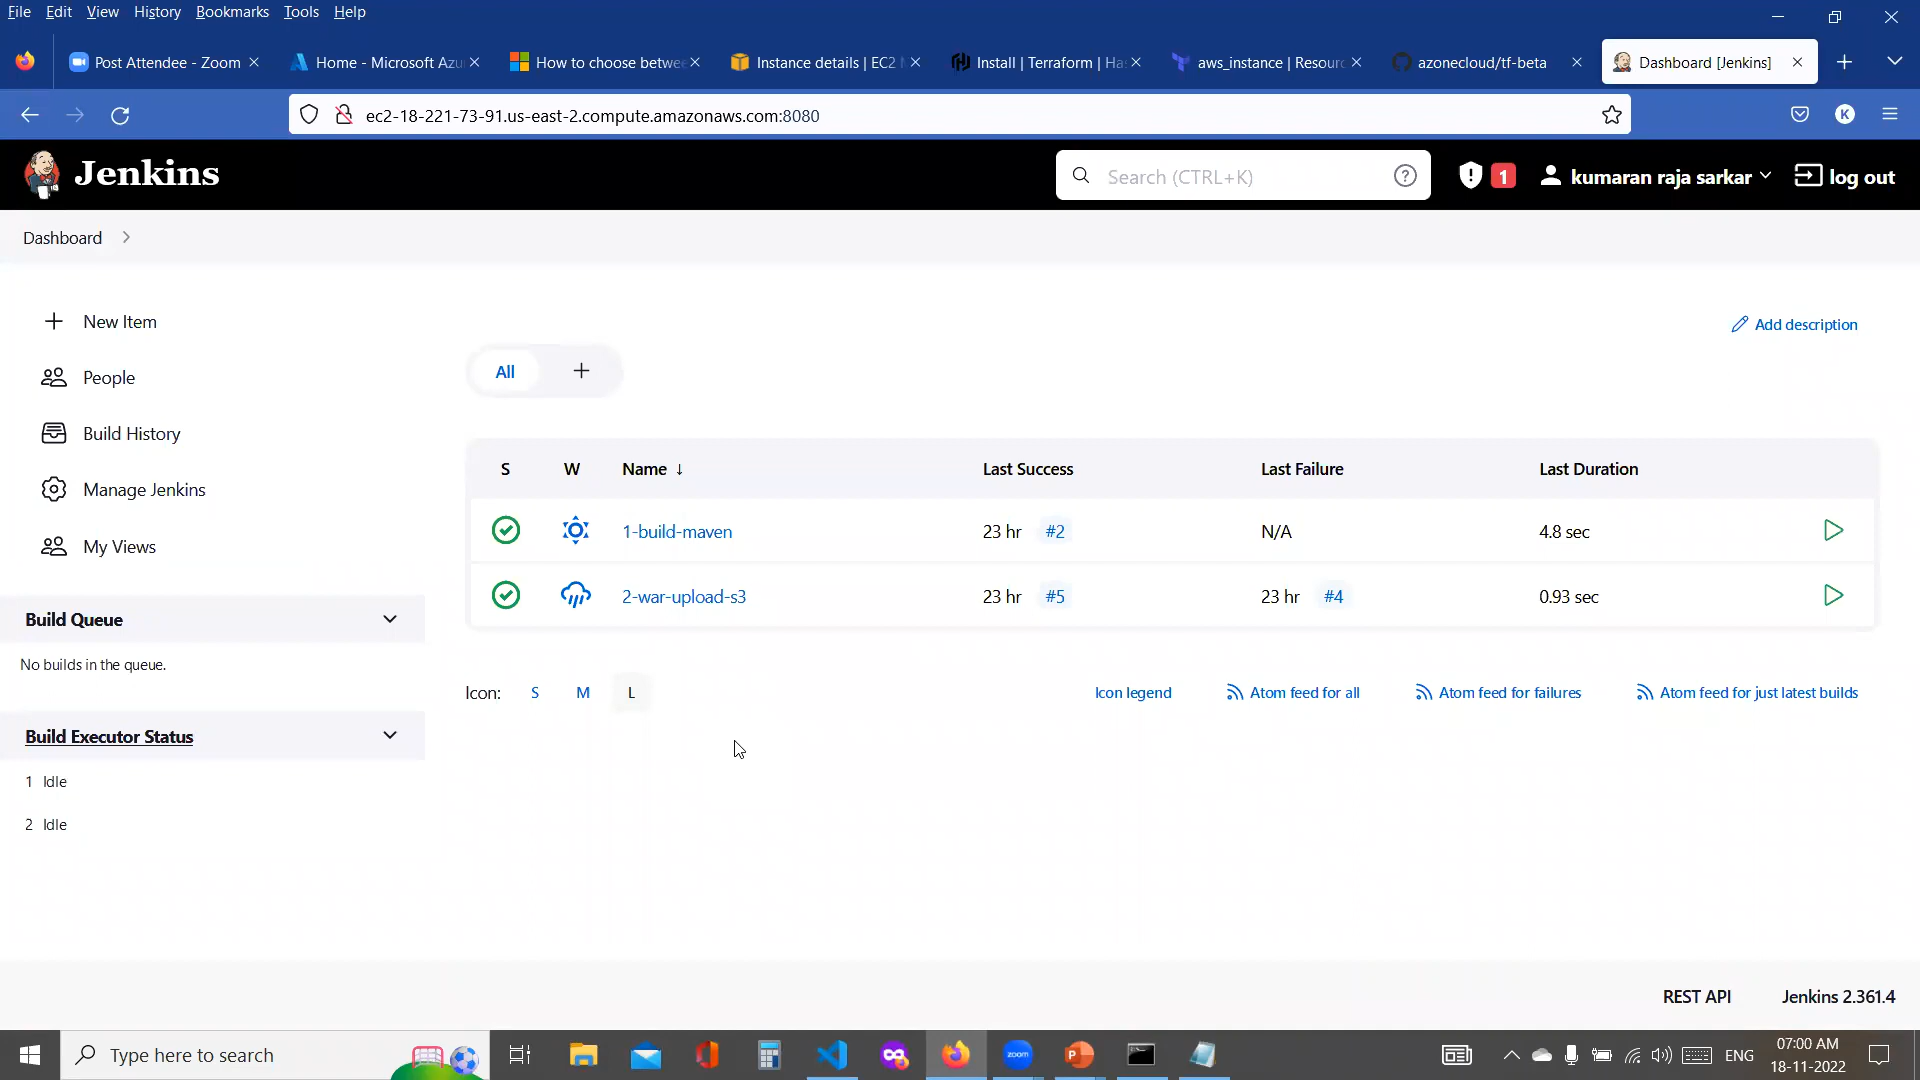 File Edit View History Bookmarks Tools Help
Post Attendee - Zoom
Home - Microsoft Azu
How to choose betwee
Instance details | EC2 M
Install | Terraform | Has
aws_instance | Resourc
azonecloud/tf-beta
Dashboard [Jenkins]
ec2-18-221-73-91.us-east-2.compute.amazonaws.com:8080
K
Jenkins
Search (CTRL+K)
1
kumaran raja sarkar
log out
Dashboard
New Item
People
Build History
Manage Jenkins
My Views
Build Queue
No builds in the queue.
Build Executor Status
1 Idle
2 Idle
Add description
All +
S W Name ↓ Last Success Last Failure Last Duration
1-build-maven 23 hr #2 N/A 4.8 sec
2-war-upload-s3 23 hr #5 23 hr #4 0.93 sec
Icon: S M L
Icon legend
Atom feed for all
Atom feed for failures
Atom feed for just latest builds
REST API
Jenkins 2.361.4
Type here to search
zoom
ENG
07:00 AM
18-11-2022